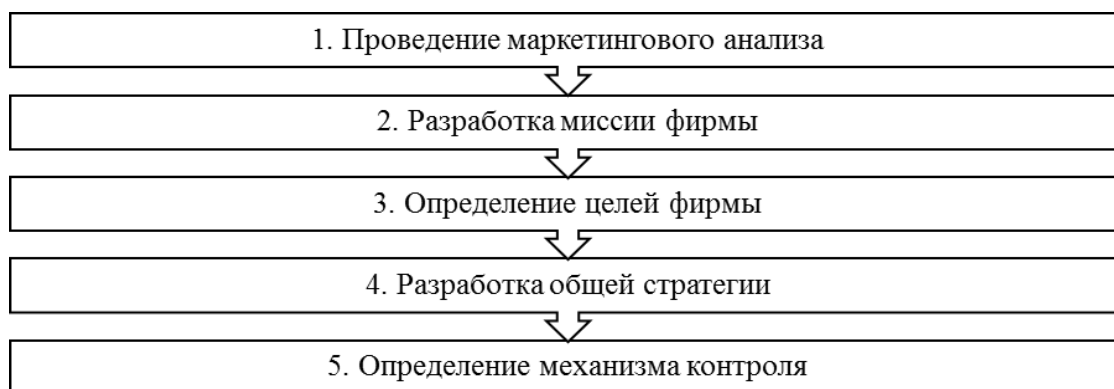 1. Проведение маркетингового анализа
2. Разработка миссии фирмы
3. Определение целей фирмы
4. Разработка общей стратегии
5. Определение механизма контроля